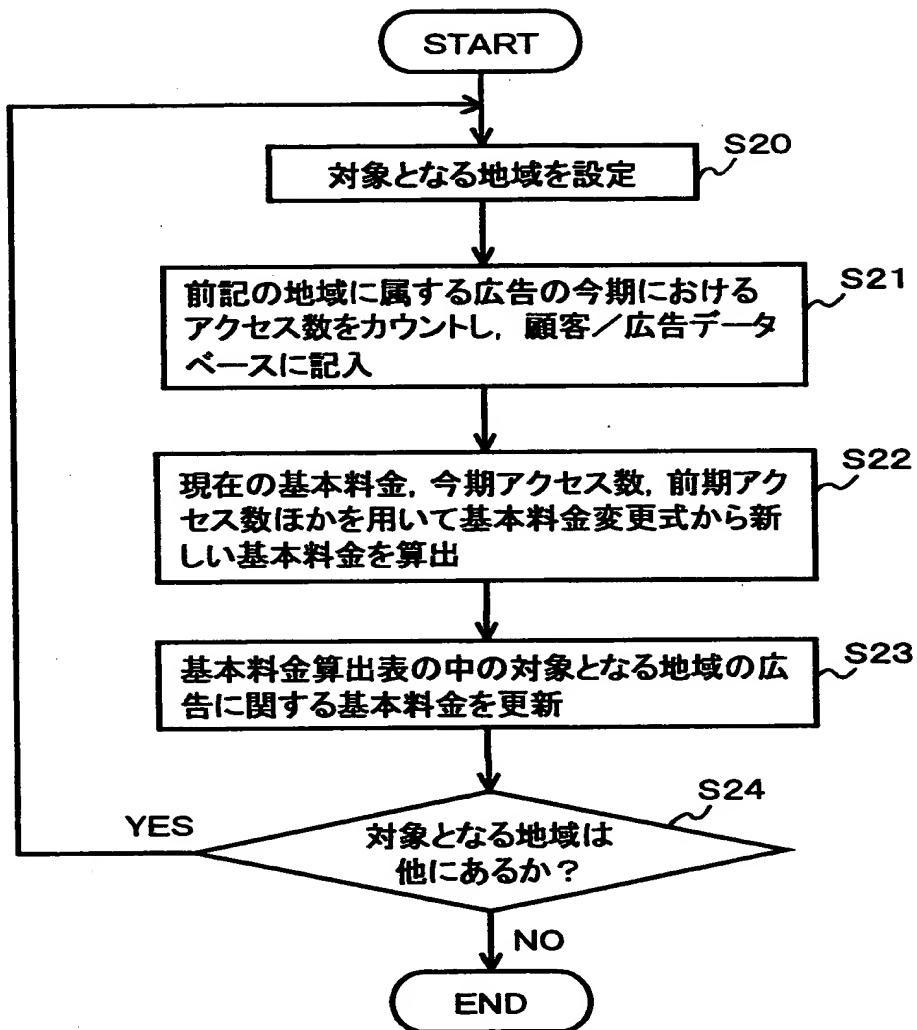 START
S20
対象となる地域を設定
S21
前記の地域に属する広告の今期における
アクセス数をカウントし，顧客／広告データ
ベースに記入
S22
現在の基本料金，今期アクセス数，前期アク
セス数ほかを用いて基本料金変更式から新
しい基本料金を算出
S23
基本料金算出表の中の対象となる地域の広
告に関する基本料金を更新
S24
YES
対象となる地域は
他にあるか？
NO
END